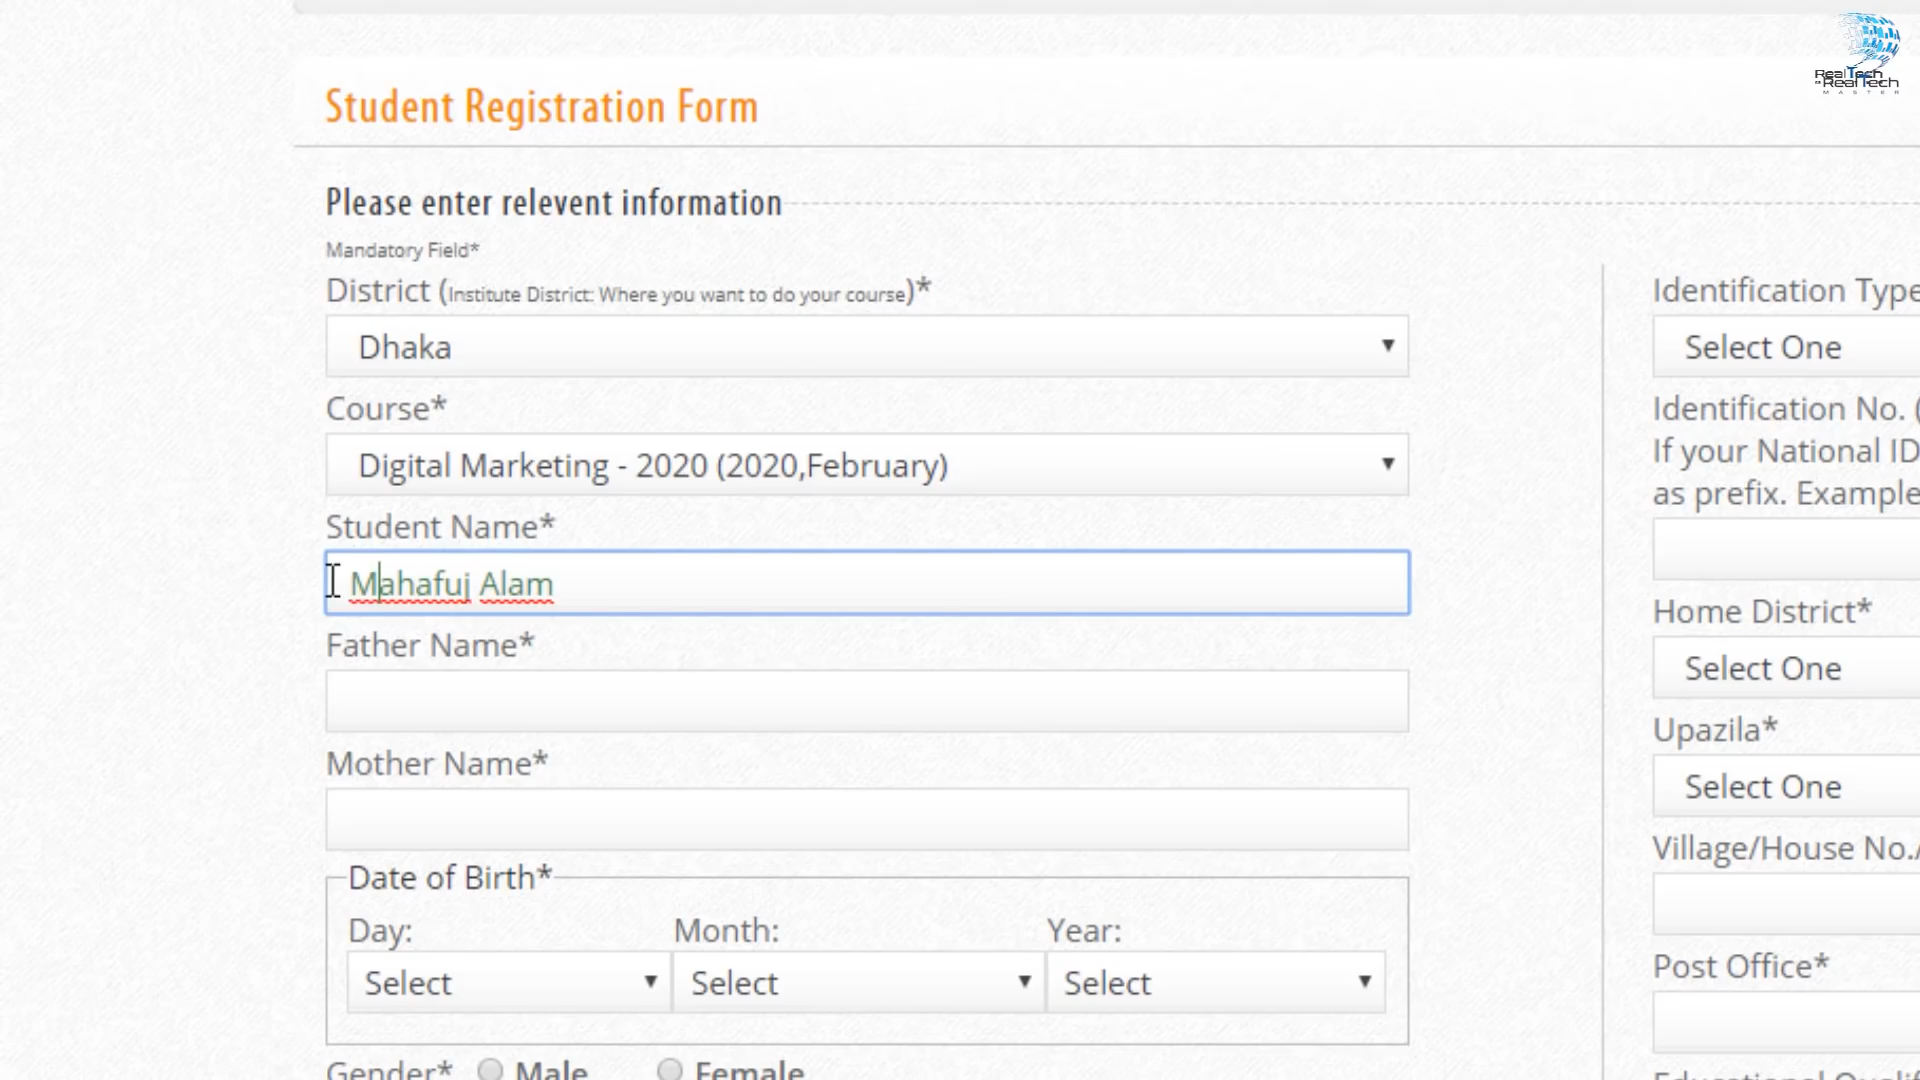 RealTech
RealTech
MASTER
Student Registration Form
Please enter relevent information
Mandatory Field*
District (Institute District: Where you want to do your course)*
Dhaka
Course*
Digital Marketing - 2020 (2020,February)
Student Name*
Mahafuj Alam
Father Name*
Mother Name*
Date of Birth*
Day: Month: Year:
Select Select Select
Gender* Male Female
Identification Type
Select One
Identification No. (
If your National ID
as prefix. Example
Home District*
Select One
Upazila*
Select One
Village/House No./
Post Office*